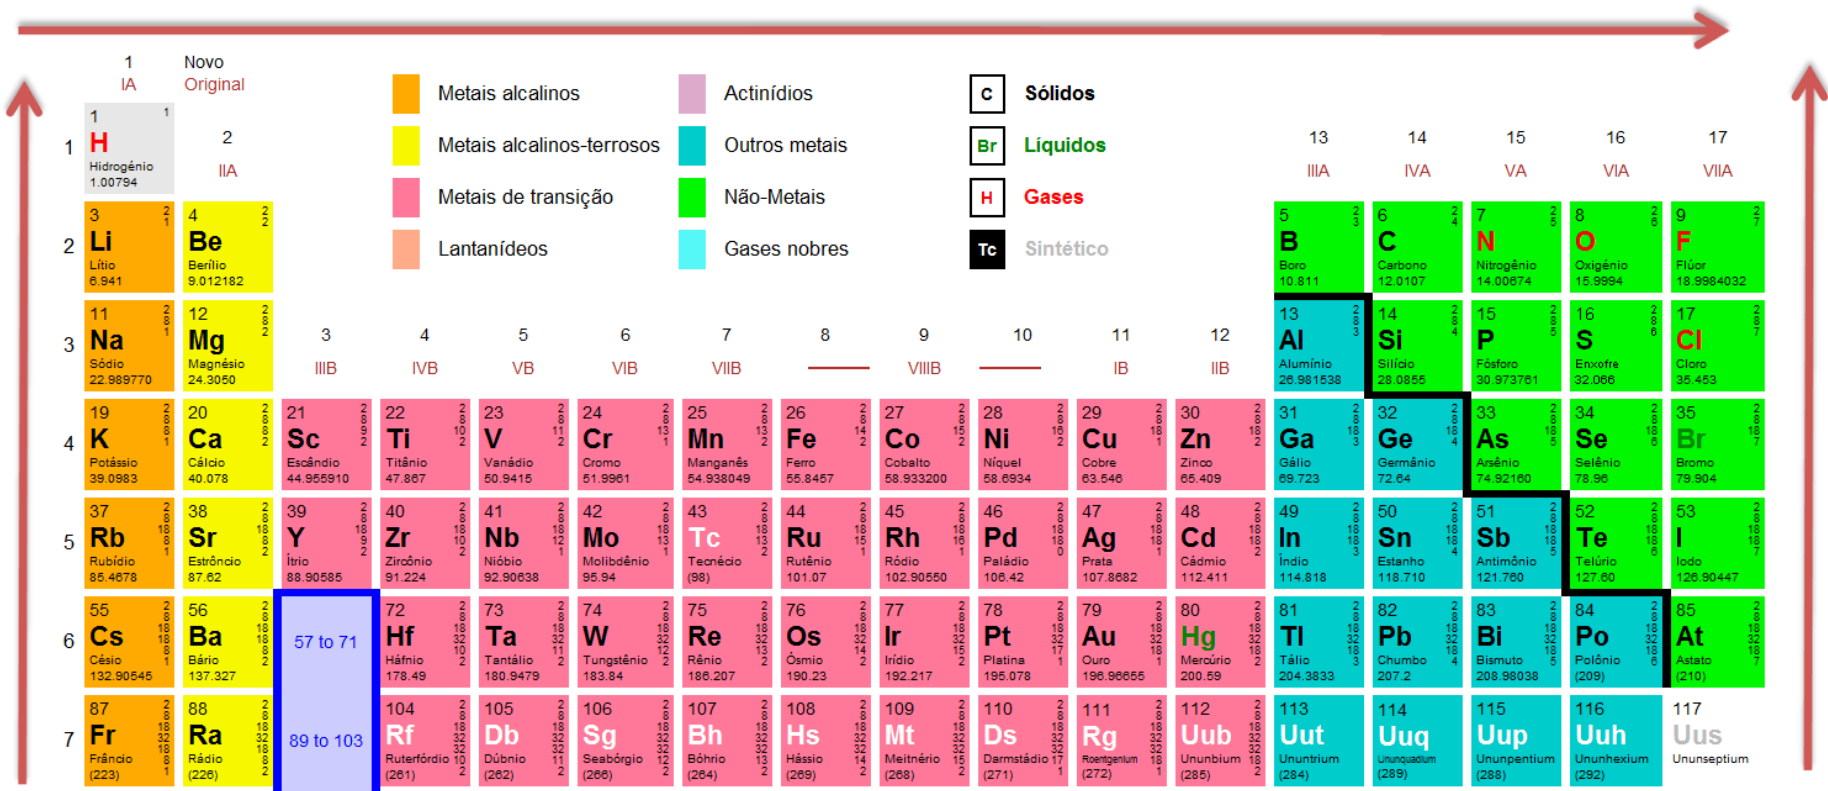 1 Novo
IA Original
Metais alcalinos Actinídios C Sólidos
Metais alcalinos-terrosos Outros metais Br Líquidos
Metais de transição Não-Metais H Gases
Lantanídeos Gases nobres Tc Sintético
2 13 14 15 16 17
IIA IIIA IVA VA VIA VIIA
1 1
1 H
Hidrogénio
1.00794
3 4 5 6 7 8 9
2 Li Be B C N O F
Lítio Berílio Boro Carbono Nitrogênio Oxigénio Flúor
6.941 9.012182 10.811 12.0107 14.00674 15.9994 18.9984032
11 12 13 14 15 16 17
3 Na Mg Al Si P S Cl
Sódio Magnésio Alumínio Silício Fósforo Enxofre Cloro
22.989770 24.3050 26.981538 28.0855 30.973761 32.066 35.453
3 4 5 6 7 8 9 10 11 12
IIIB IVB VB VIB VIIB VIIIB IB IIB
19 20 21 22 23 24 25 26 27 28 29 30 31 32 33 34 35
4 K Ca Sc Ti V Cr Mn Fe Co Ni Cu Zn Ga Ge As Se Br
Potássio Cálcio Escândio Titânio Vanádio Cromo Manganês Ferro Cobalto Níquel Cobre Zinco Gálio Germânio Arsênio Selênio Bromo
39.0983 40.078 44.955910 47.867 50.9415 51.9961 54.938049 55.8457 58.933200 58.6934 63.546 65.409 69.723 72.64 74.92160 78.96 79.904
37 38 39 40 41 42 43 44 45 46 47 48 49 50 51 52 53
5 Rb Sr Y Zr Nb Mo Tc Ru Rh Pd Ag Cd In Sn Sb Te I
Rubídio Estrôncio Ítrio Zircônio Nióbio Molibdênio Tecnécio Rutênio Ródio Paládio Prata Cádmio Índio Estanho Antimônio Telúrio Iodo
85.4678 87.62 88.90585 91.224 92.90638 95.94 (98) 101.07 102.90550 106.42 107.8682 112.411 114.818 118.710 121.760 127.60 126.90447
55 56 72 73 74 75 76 77 78 79 80 81 82 83 84 85
6 Cs Ba 57 to 71 Hf Ta W Re Os Ir Pt Au Hg Tl Pb Bi Po At
Césio Bário Háfnio Tantálio Tungstênio Rênio Ósmio Irídio Platina Ouro Mercúrio Tálio Chumbo Bismuto Polônio Astato
132.90545 137.327 178.49 180.9479 183.84 186.207 190.23 192.217 195.078 196.96655 200.59 204.3833 207.2 208.98038 (209) (210)
87 88 104 105 106 107 108 109 110 111 112 113 114 115 116 117
7 Fr Ra 89 to 103 Rf Db Sg Bh Hs Mt Ds Rg Uub Uut Uuq Uup Uuh Uus
Frâncio Rádio Ruterfórdio Dúbnio Seabórgio Bóhrio Hássio Meitnério Darmstádio Roentgenium Ununbium Ununtrium Ununquadium Ununpentium Ununhexium Ununseptium
(223) (226) (261) (262) (266) (264) (269) (268) (271) (272) (285) (284) (289) (288) (292)